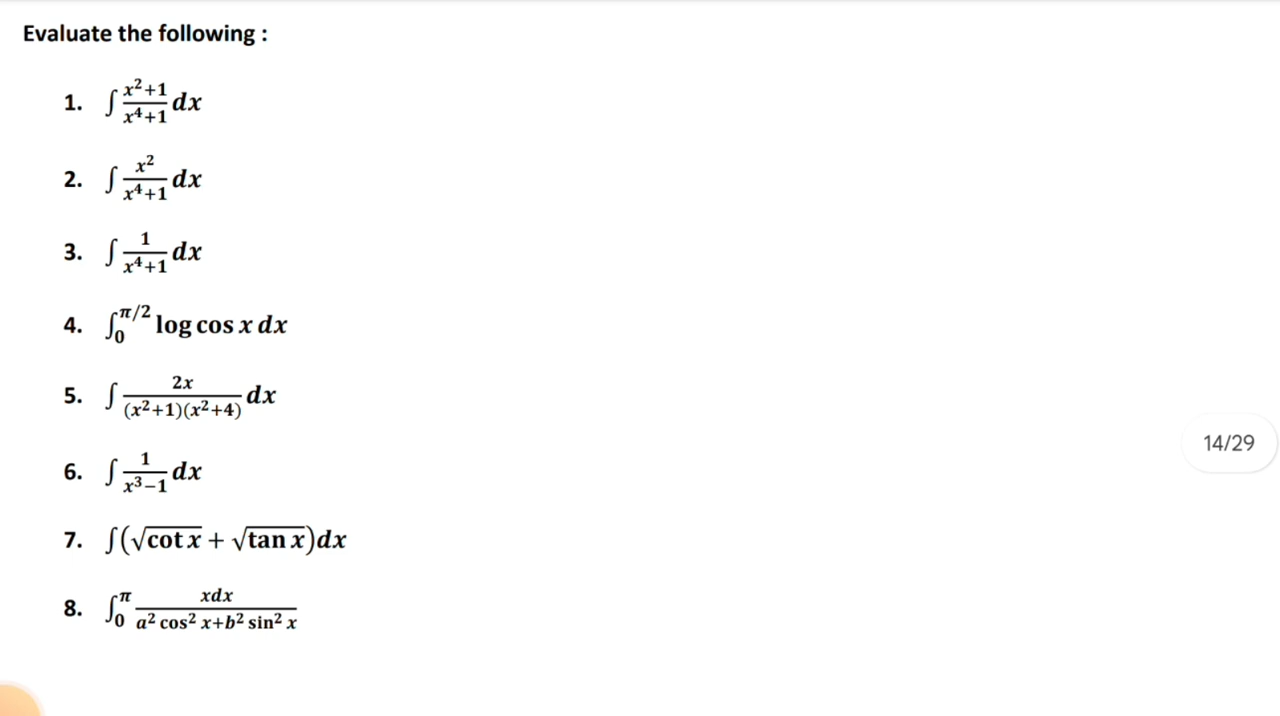 Evaluate the following :
1. ∫ (x²+1)/(x⁴+1) dx
2. ∫ x²/(x⁴+1) dx
3. ∫ 1/(x⁴+1) dx
4. ∫₀^(π/2) log cos x dx
5. ∫ 2x/((x²+1)(x²+4)) dx
6. ∫ 1/(x³−1) dx
7. ∫(√cot x + √tan x)dx
8. ∫₀^π xdx/(a² cos² x+b² sin² x)
14/29